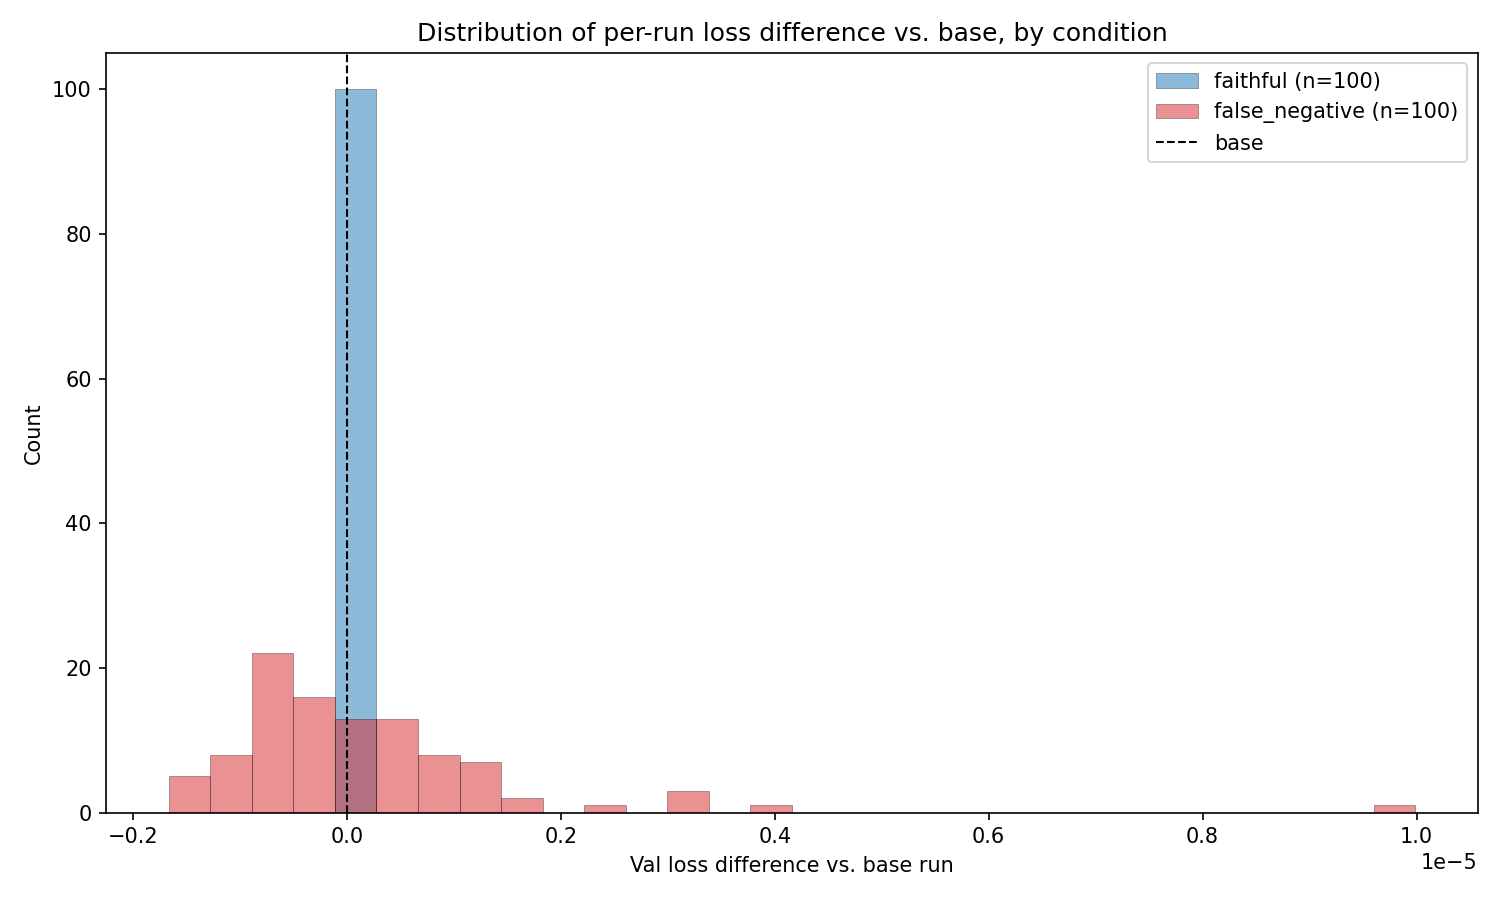 Distribution of per-run loss difference vs. base, by condition
faithful (n=100)
false_negative (n=100)
base
100
80
60
40
20
0
Count
−0.2 0.0 0.2 0.4 0.6 0.8 1.0
1e−5
Val loss difference vs. base run